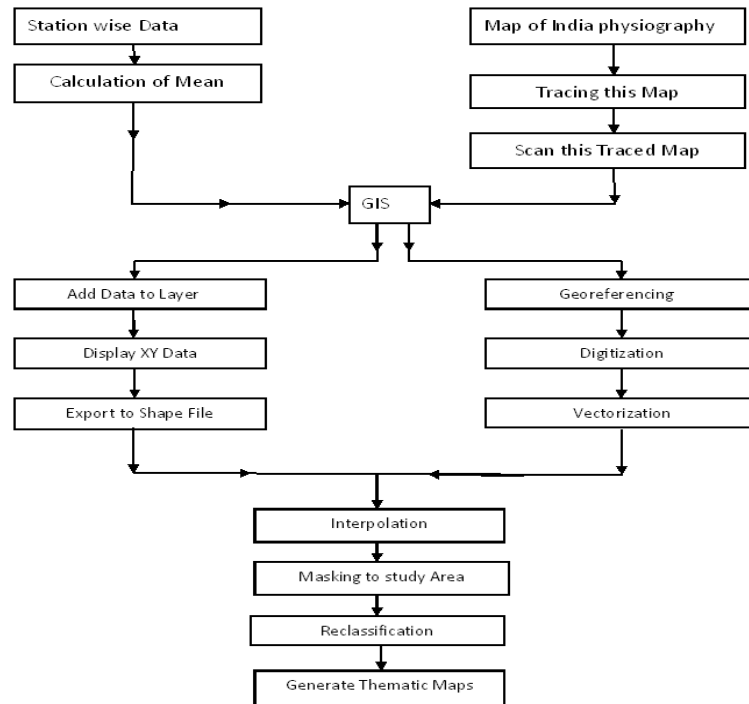 Station wise Data
Map of India physiography
Calculation of Mean
Tracing this Map
Scan this Traced Map
GIS
Add Data to Layer
Georeferencing
Display XY Data
Digitization
Export to Shape File
Vectorization
Interpolation
Masking to study Area
Reclassification
Generate Thematic Maps